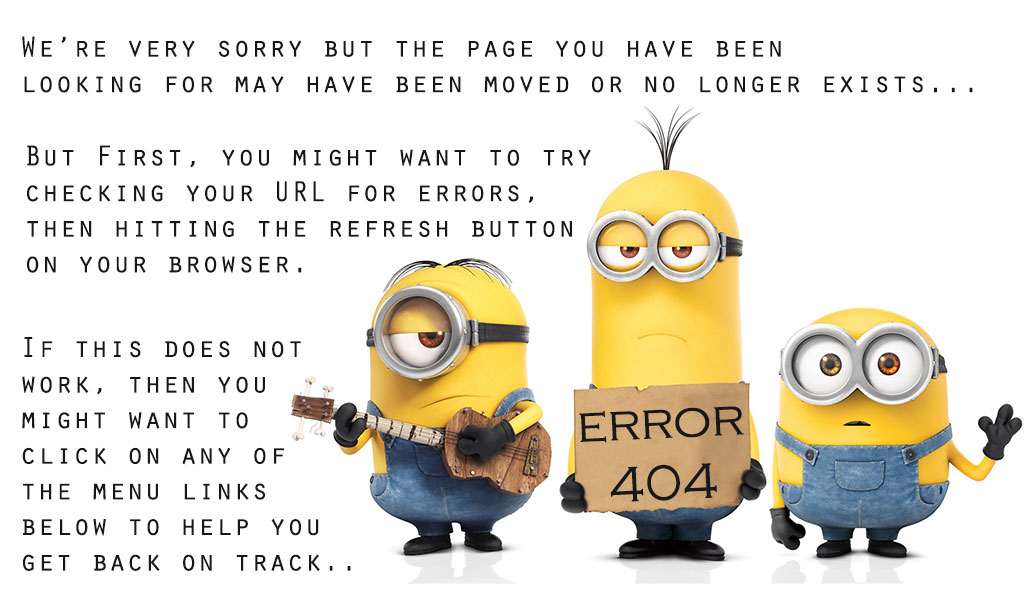 WE'RE VERY SORRY BUT THE PAGE YOU HAVE BEEN
LOOKING FOR MAY HAVE BEEN MOVED OR NO LONGER EXISTS...
BUT FIRST, YOU MIGHT WANT TO TRY
CHECKING YOUR URL FOR ERRORS,
THEN HITTING THE REFRESH BUTTON
ON YOUR BROWSER.
IF THIS DOES NOT
WORK, THEN YOU
MIGHT WANT TO
CLICK ON ANY OF
THE MENU LINKS
BELOW TO HELP YOU
GET BACK ON TRACK..
ERROR
404